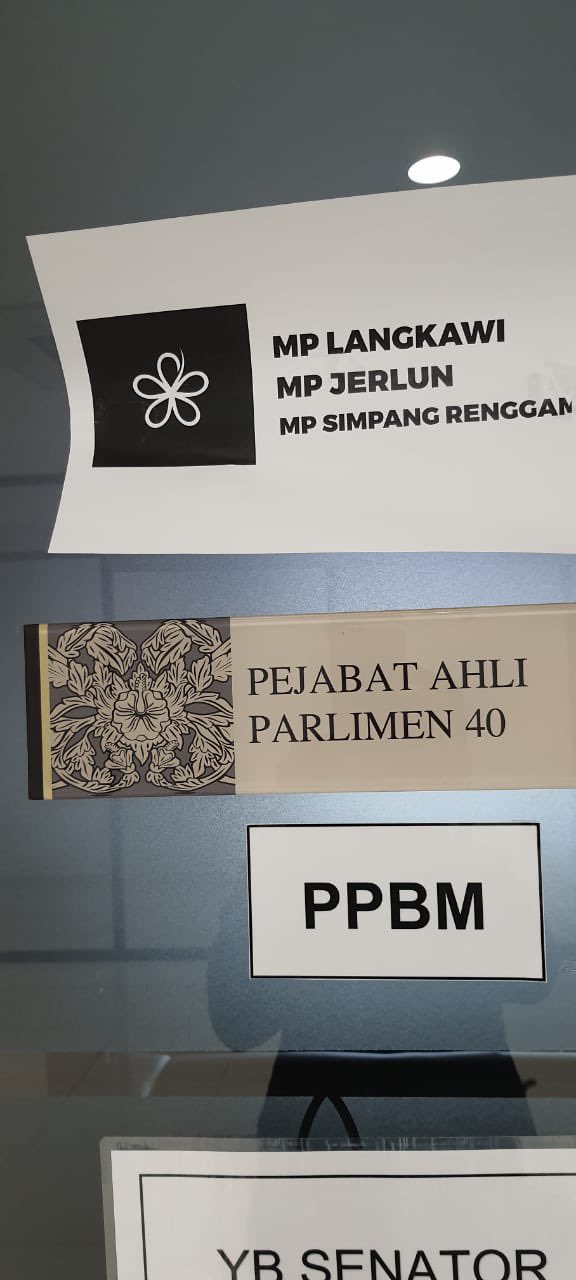 MP LANGKAWI
MP JERLUN
MP SIMPANG RENGGAM
PEJABAT AHLI
PARLIMEN 40
PPBM
YB SENATOR